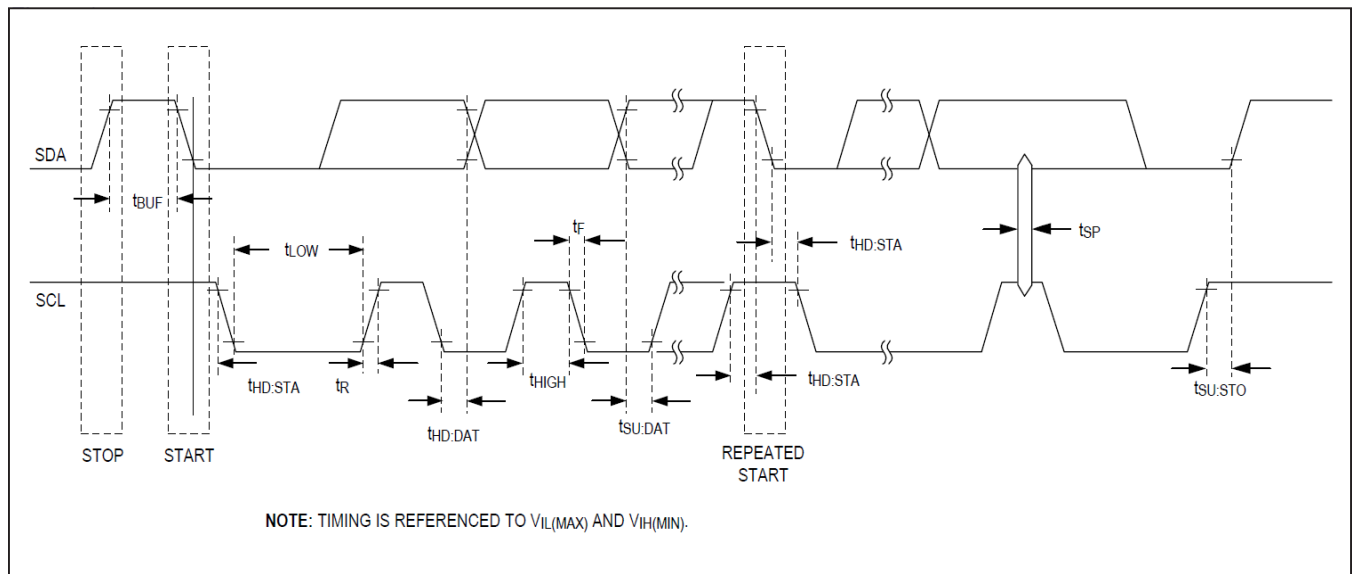 SDA
tBUF
tLOW
tF
tHD:STA
tSP
SCL
tHD:STA
tR
tHIGH
tHD:STA
tSU:STO
tHD:DAT
tSU:DAT
STOP
START
REPEATED
START
NOTE: TIMING IS REFERENCED TO VIL(MAX) AND VIH(MIN).